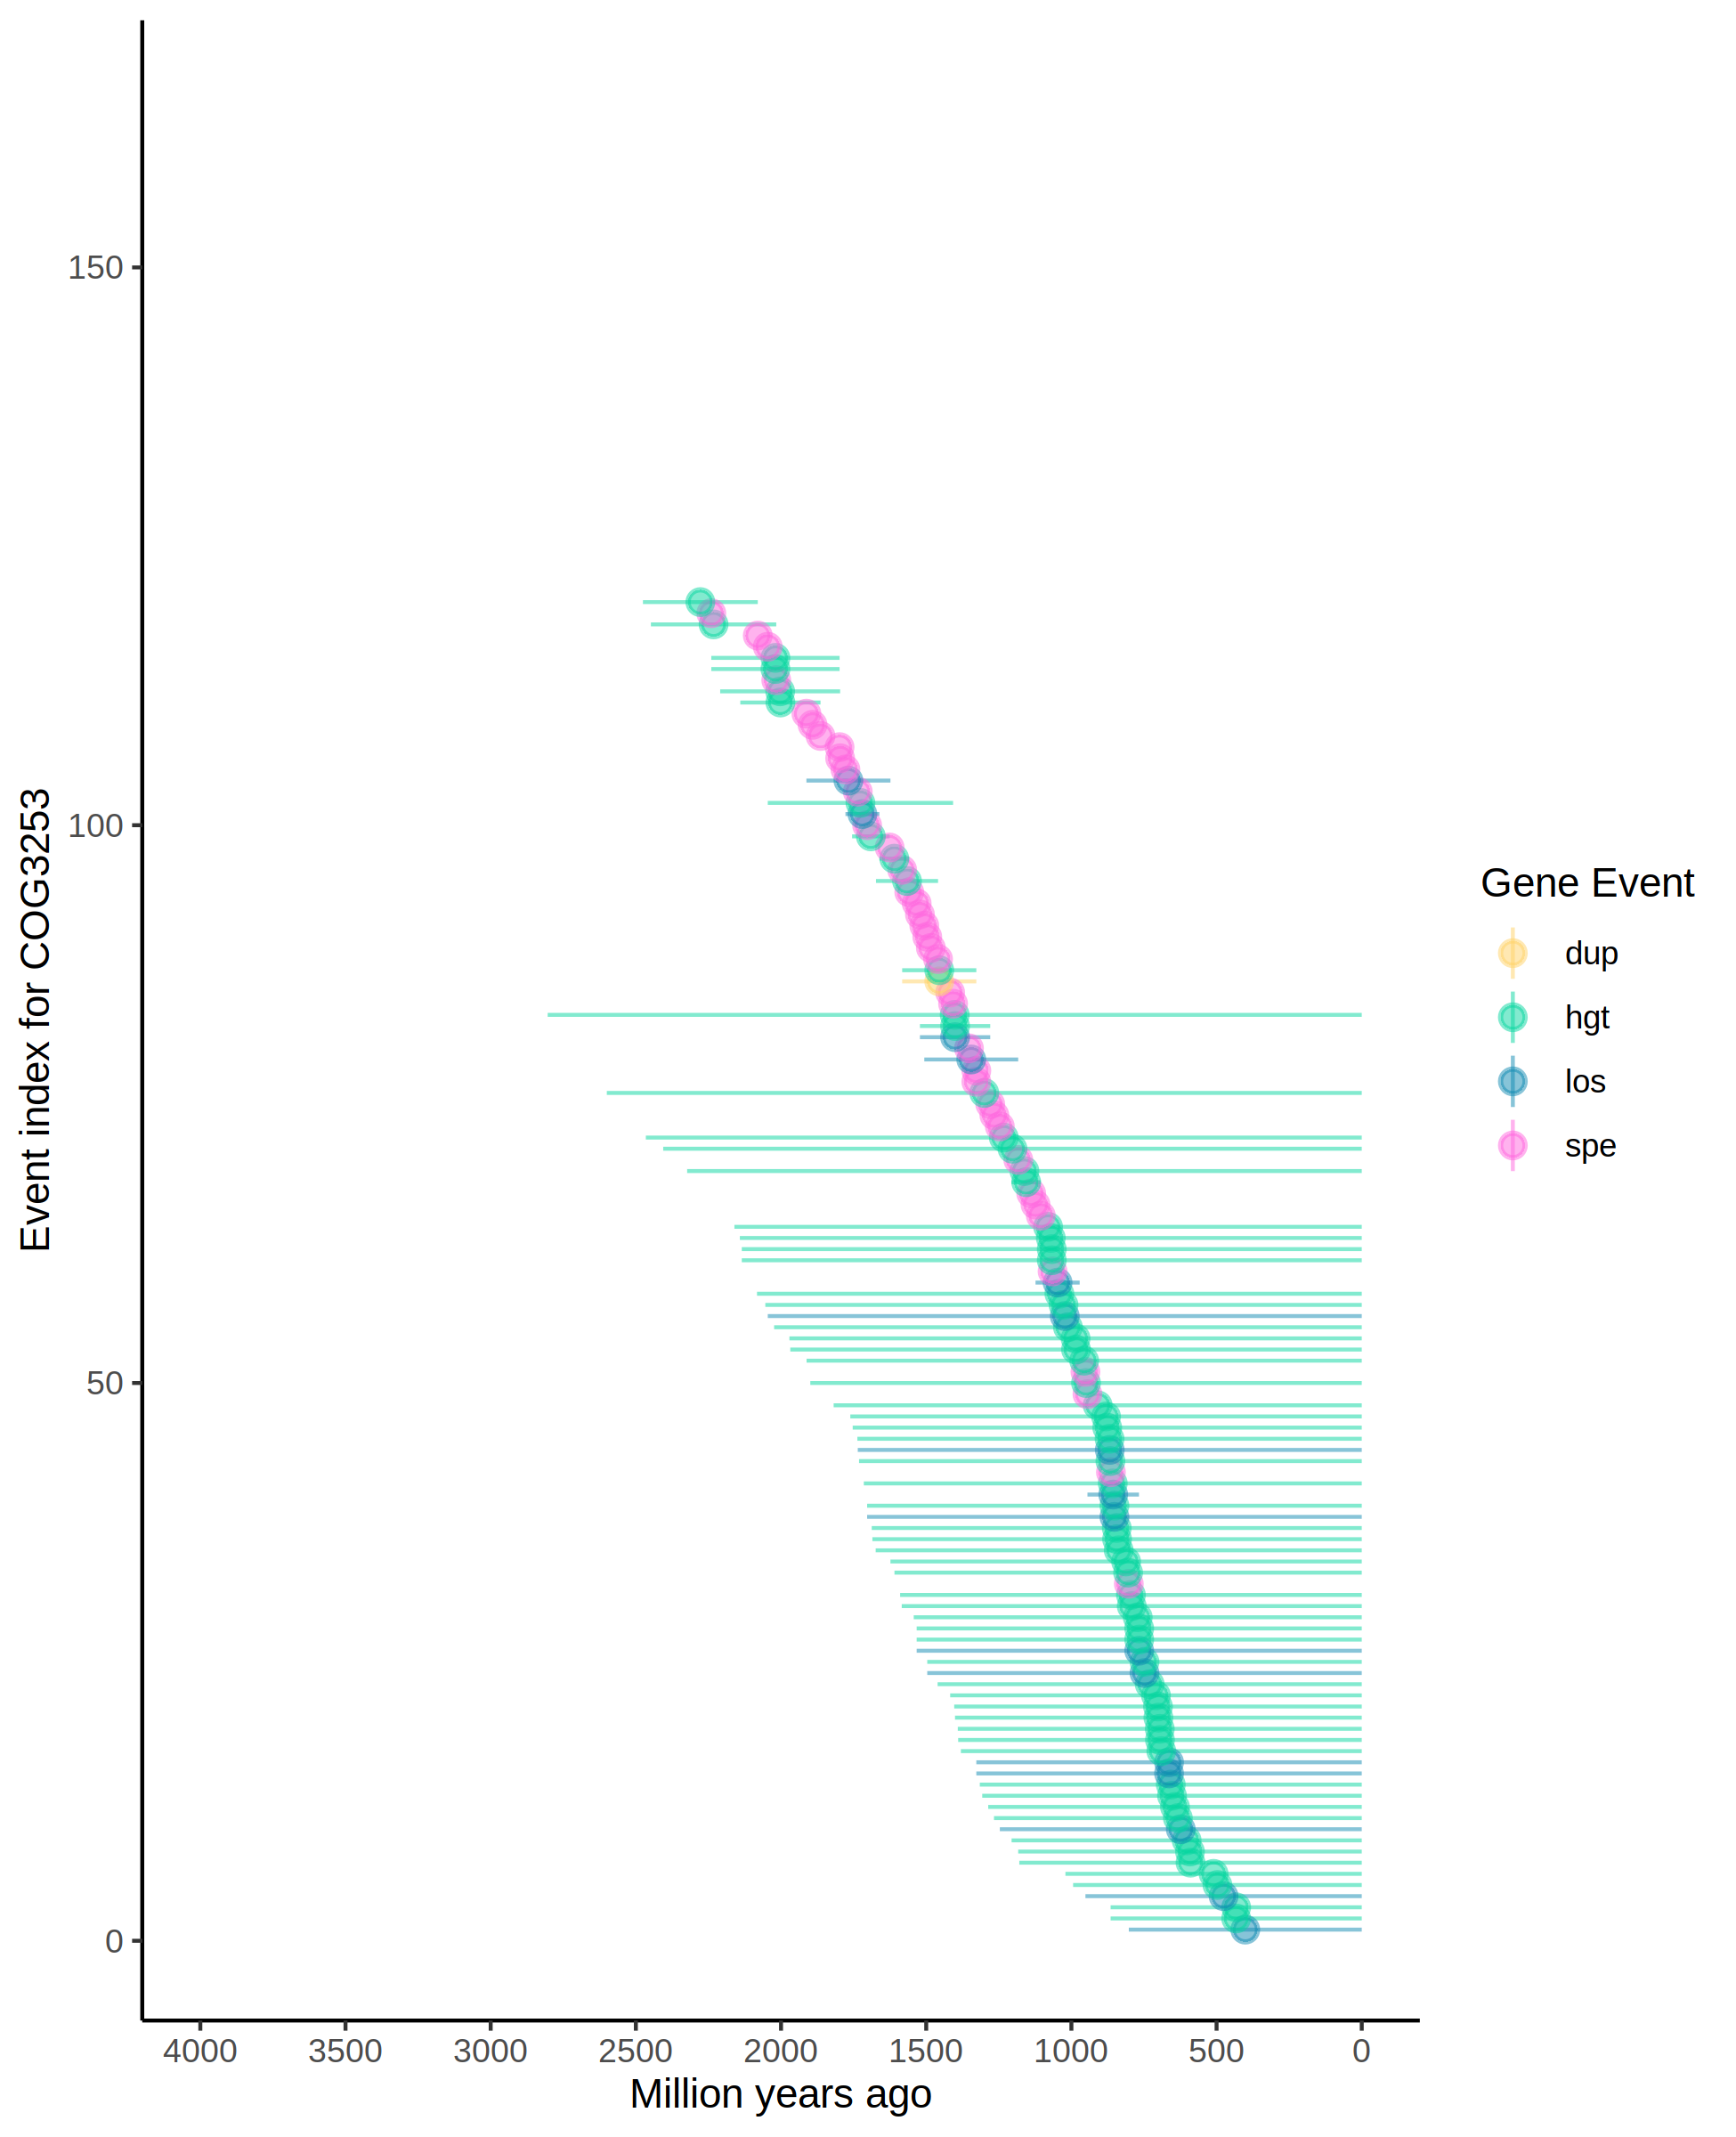 Event index for COG3253
150
100
50
0
4000 3500 3000 2500 2000 1500 1000 500 0
Million years ago
Gene Event
dup
hgt
los
spe